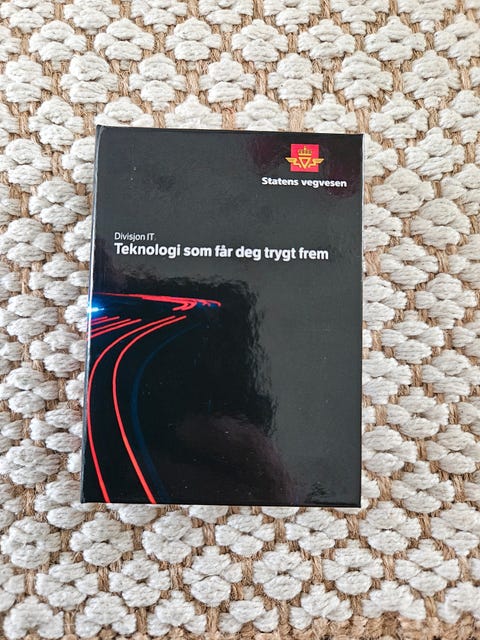 Statens vegvesen
Divisjon IT
Teknologi som får deg trygt frem